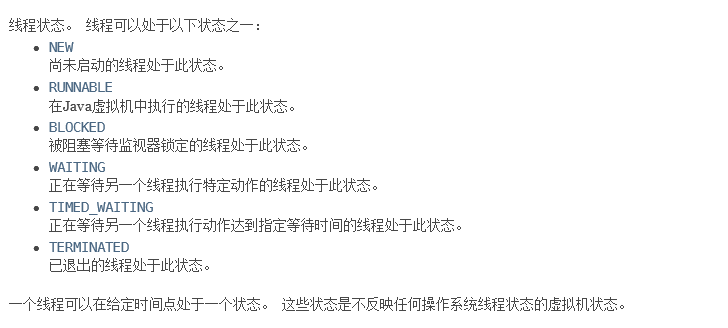 线程状态。 线程可以处于以下状态之一：
NEW
尚未启动的线程处于此状态。
RUNNABLE
在Java虚拟机中执行的线程处于此状态。
BLOCKED
被阻塞等待监视器锁定的线程处于此状态。
WAITING
正在等待另一个线程执行特定动作的线程处于此状态。
TIMED_WAITING
正在等待另一个线程执行动作达到指定等待时间的线程处于此状态。
TERMINATED
已退出的线程处于此状态。
一个线程可以在给定时间点处于一个状态。 这些状态是不反映任何操作系统线程状态的虚拟机状态。